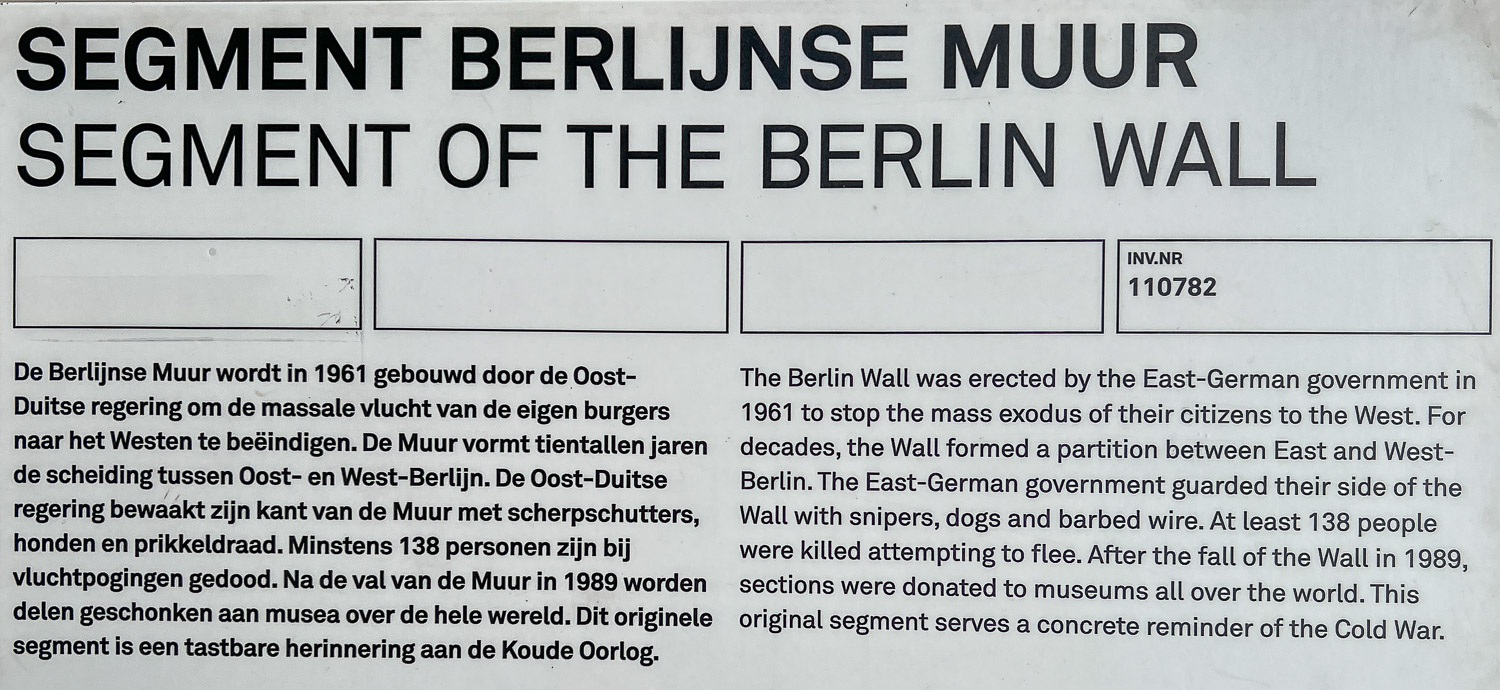 SEGMENT BERLIJNSE MUUR
SEGMENT OF THE BERLIN WALL
INV.NR
110782
De Berlijnse Muur wordt in 1961 gebouwd door de Oost-
Duitse regering om de massale vlucht van de eigen burgers
naar het Westen te beëindigen. De Muur vormt tientallen jaren
de scheiding tussen Oost- en West-Berlijn. De Oost-Duitse
regering bewaakt zijn kant van de Muur met scherpschutters,
honden en prikkeldraad. Minstens 138 personen zijn bij
vluchtpogingen gedood. Na de val van de Muur in 1989 worden
delen geschonken aan musea over de hele wereld. Dit originele
segment is een tastbare herinnering aan de Koude Oorlog.
The Berlin Wall was erected by the East-German government in
1961 to stop the mass exodus of their citizens to the West. For
decades, the Wall formed a partition between East and West-
Berlin. The East-German government guarded their side of the
Wall with snipers, dogs and barbed wire. At least 138 people
were killed attempting to flee. After the fall of the Wall in 1989,
sections were donated to museums all over the world. This
original segment serves a concrete reminder of the Cold War.